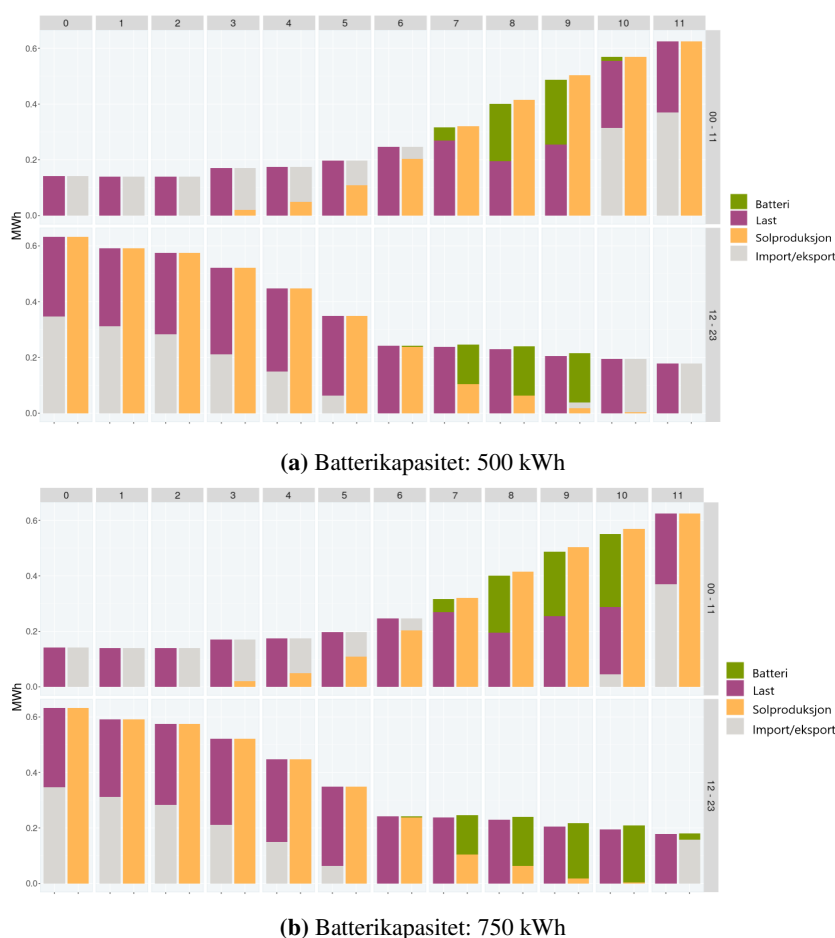 0 1 2 3 4 5 6 7 8 9 10 11
0.6
0.4
0.2
0.0
00 - 11
MWh
0.6
0.4
0.2
0.0
12 - 23
Batteri
Last
Solproduksjon
Import/eksport
(a) Batterikapasitet: 500 kWh
0 1 2 3 4 5 6 7 8 9 10 11
0.6
0.4
0.2
0.0
00 - 11
MWh
0.6
0.4
0.2
0.0
12 - 23
Batteri
Last
Solproduksjon
Import/eksport
(b) Batterikapasitet: 750 kWh